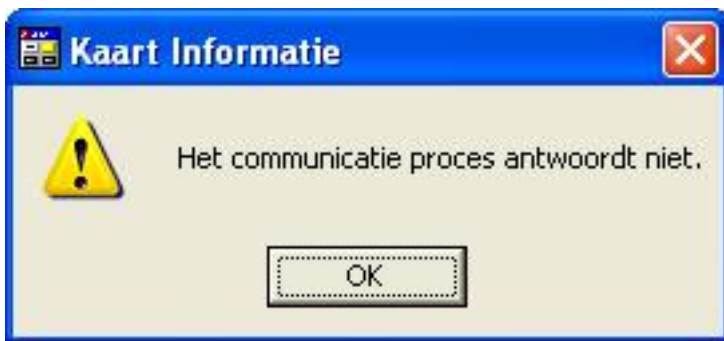 Kaart Informatie
Het communicatie proces antwoordt niet.
OK